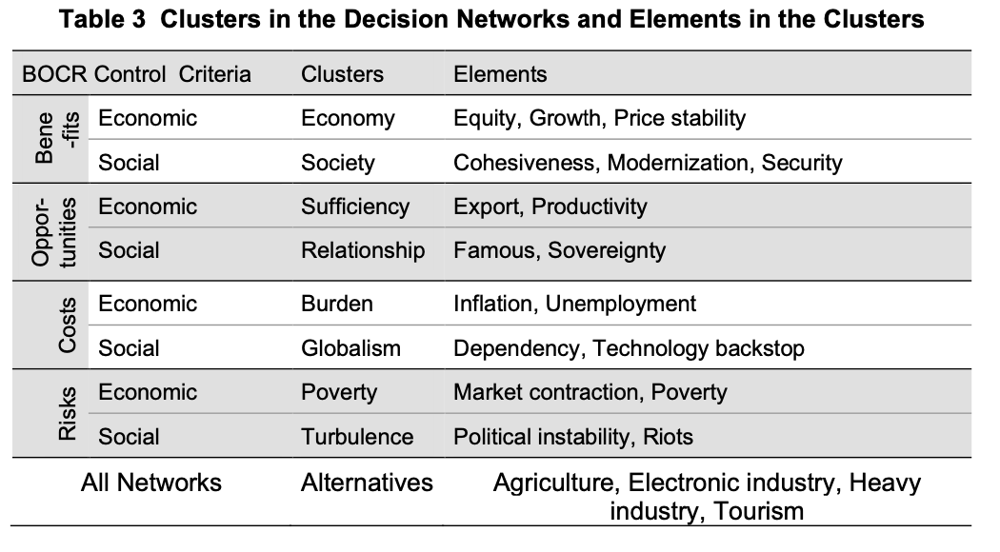 Table 3 Clusters in the Decision Networks and Elements in the Clusters
BOCR Control Criteria Clusters Elements
Bene
-fits
Economic Economy Equity, Growth, Price stability
Social Society Cohesiveness, Modernization, Security
Oppor-
tunities
Economic Sufficiency Export, Productivity
Social Relationship Famous, Sovereignty
Costs
Economic Burden Inflation, Unemployment
Social Globalism Dependency, Technology backstop
Risks
Economic Poverty Market contraction, Poverty
Social Turbulence Political instability, Riots
All Networks Alternatives Agriculture, Electronic industry, Heavy
industry, Tourism